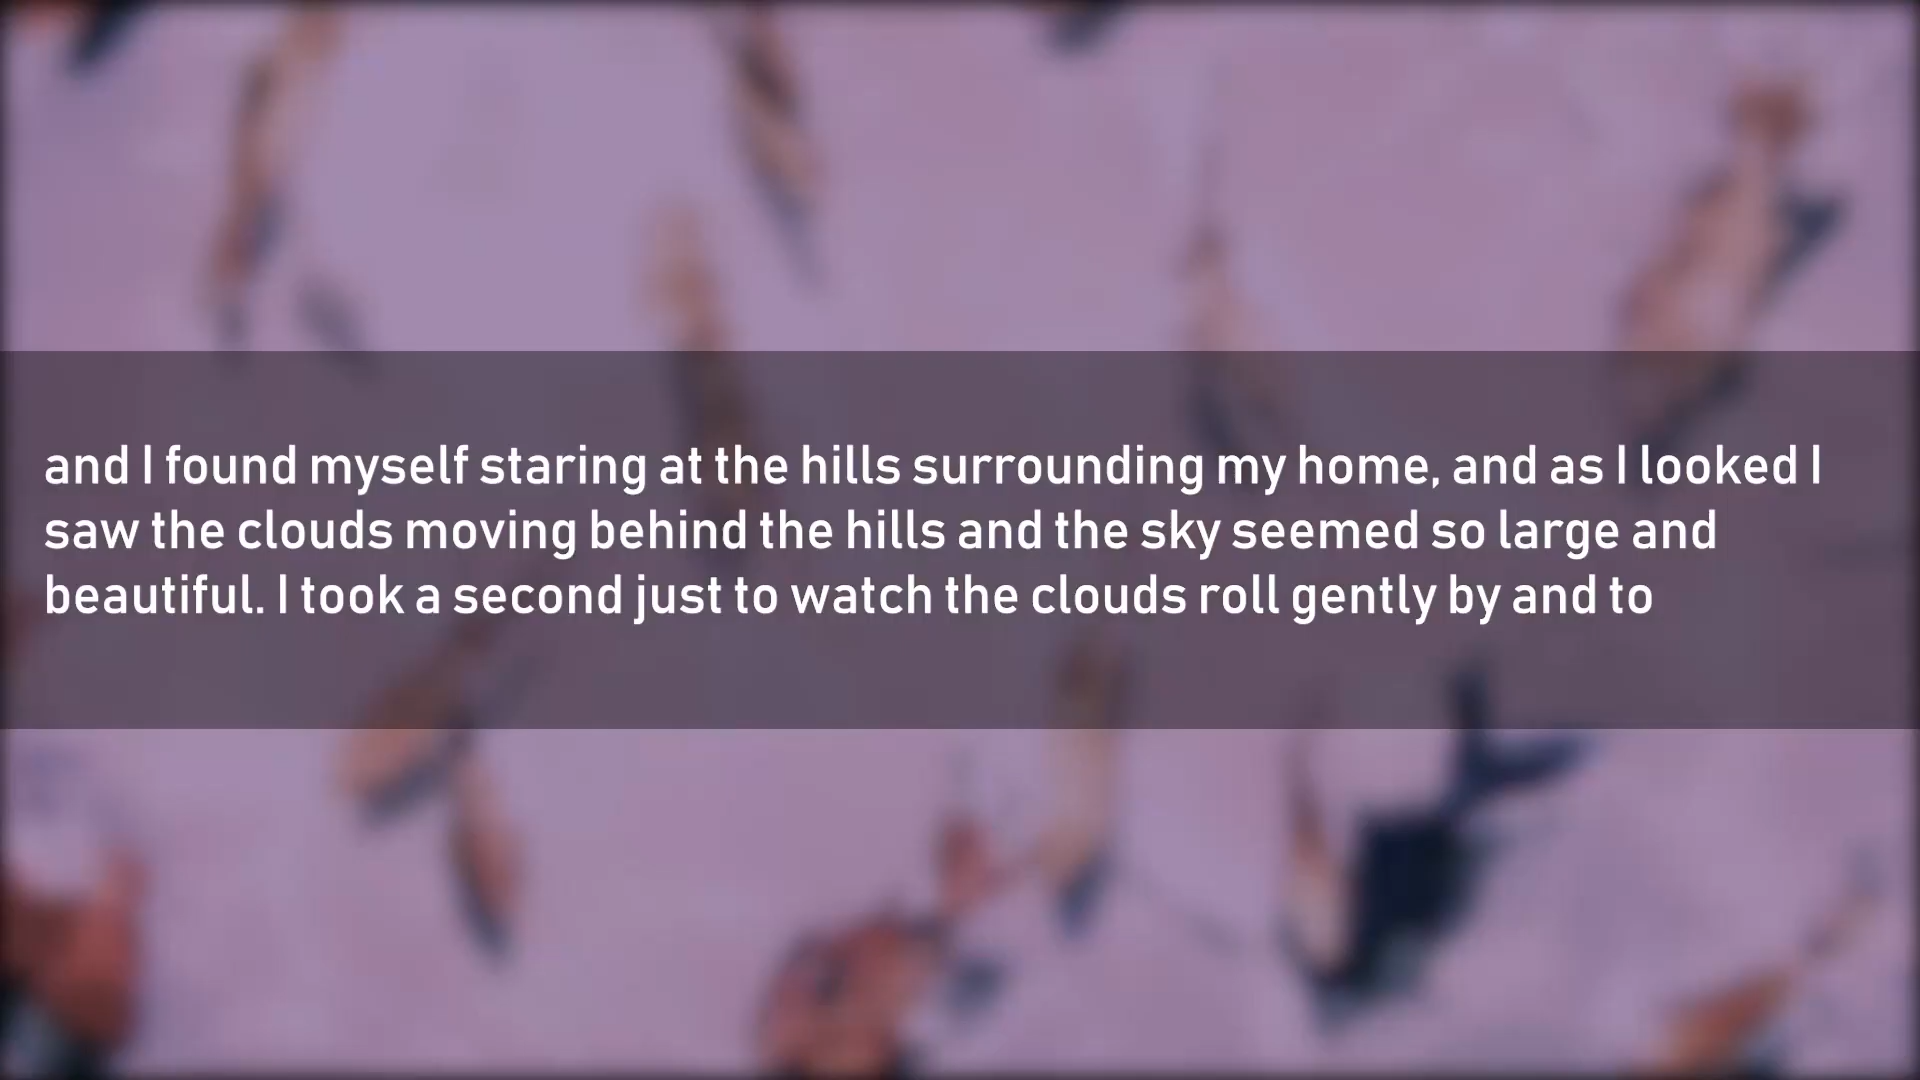 and I found myself staring at the hills surrounding my home, and as I looked I
saw the clouds moving behind the hills and the sky seemed so large and
beautiful. I took a second just to watch the clouds roll gently by and to